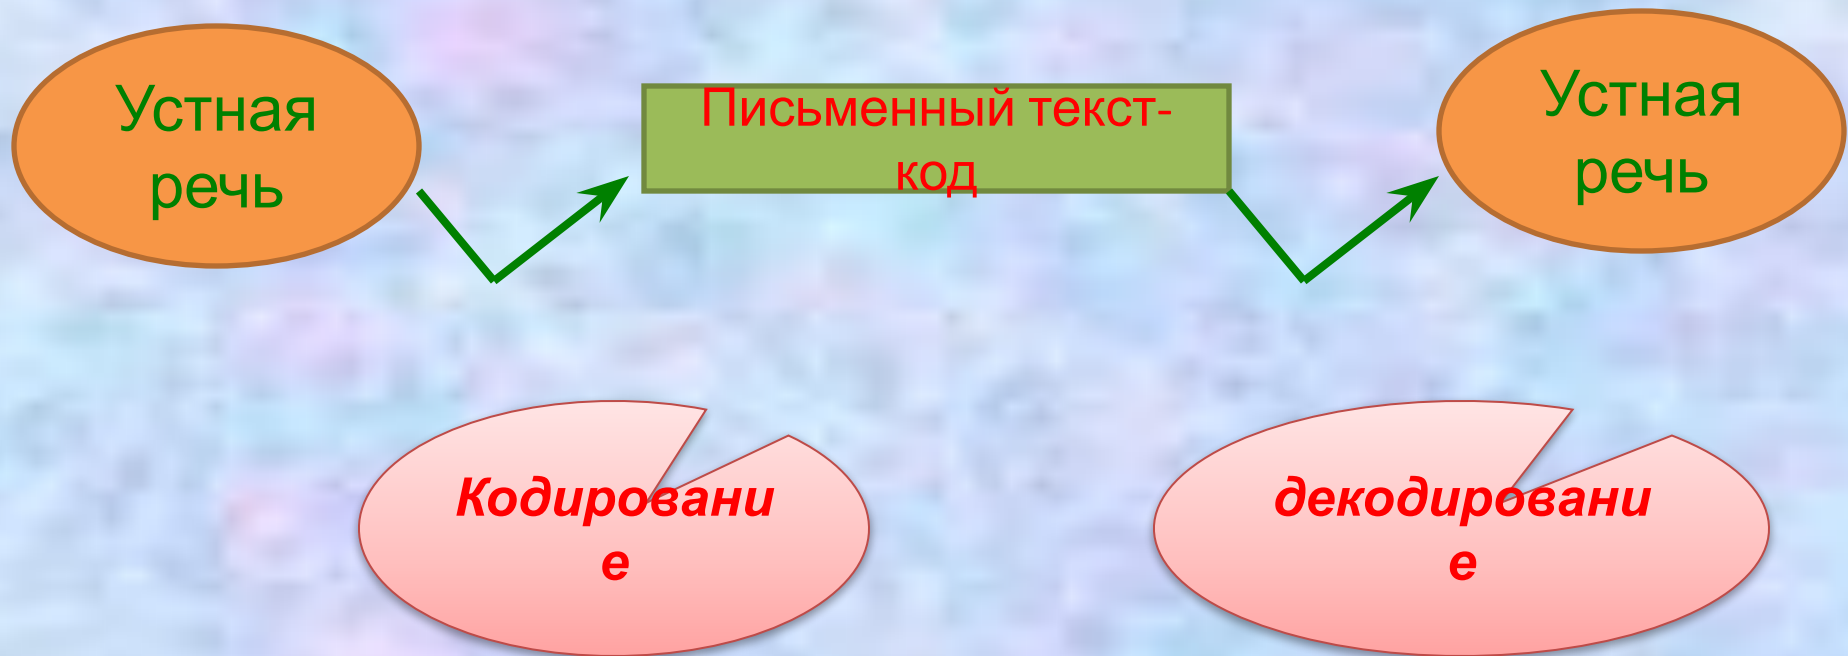 Устная
речь
Письменный текст-
код
Устная
речь
Кодировани
е
декодировани
е